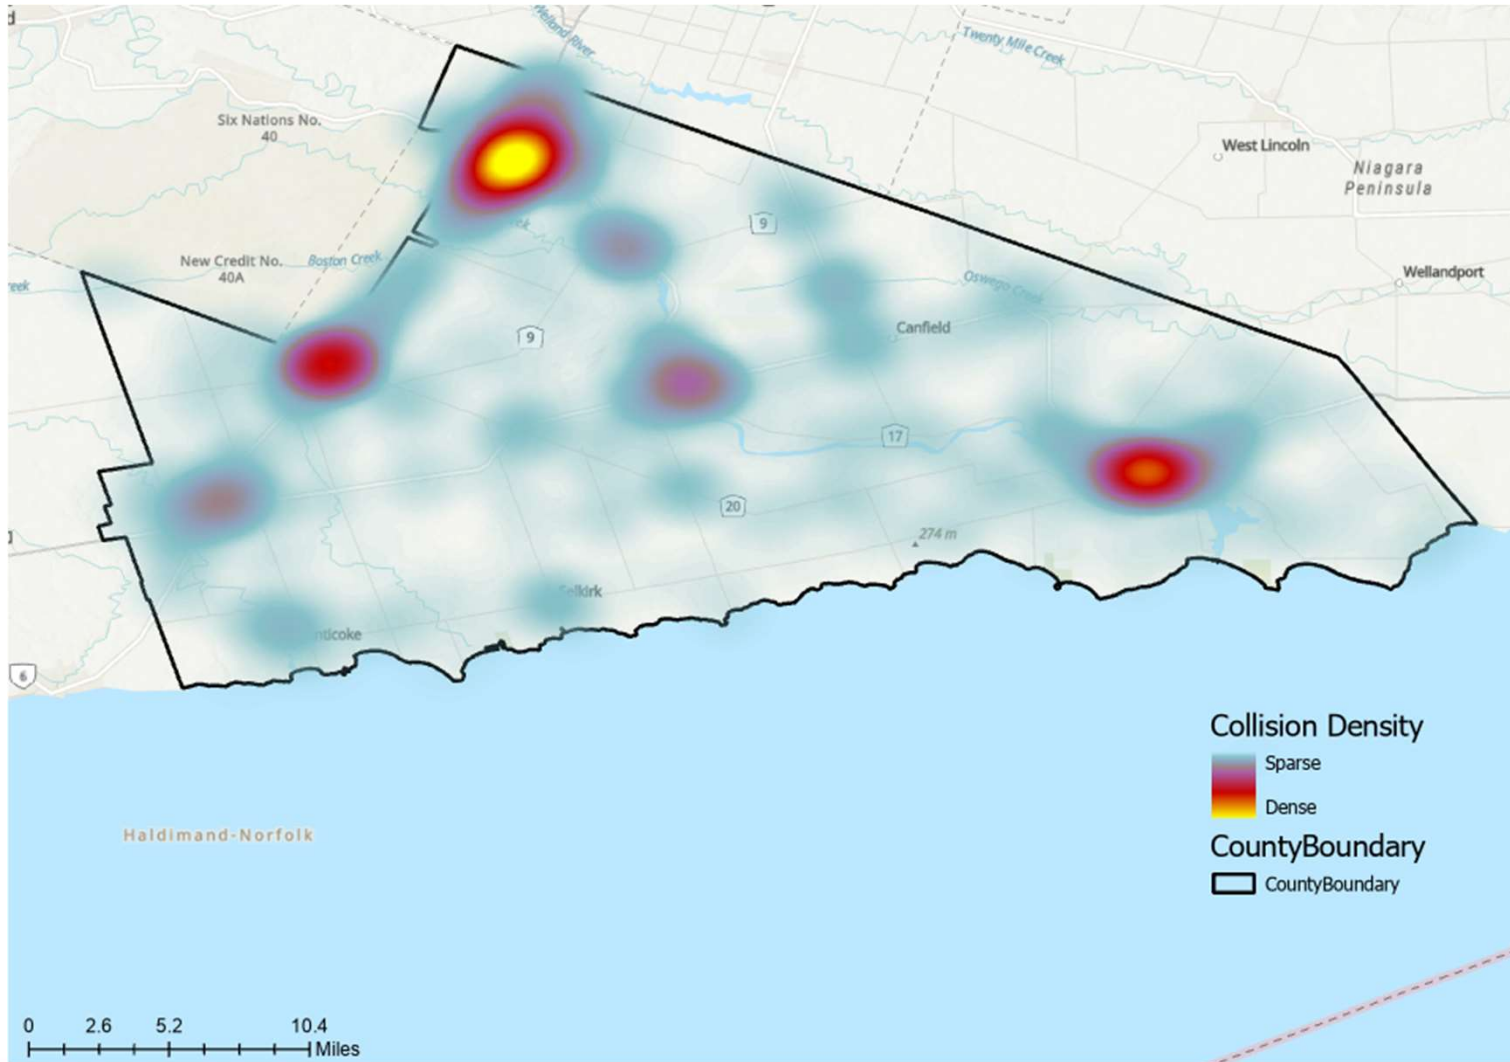 Welland River
Twenty Mile Creek
Six Nations No.
40
West Lincoln
Niagara
Peninsula
9
ck
New Credit No.
40A
Boston Creek
reek
Wellandport
Oswego Creek
Canfield
9
17
20
274 m
Selkirk
nticoke
6
Collision Density
Sparse
Dense
CountyBoundary
CountyBoundary
Haldimand-Norfolk
0 2.6 5.2 10.4
Miles